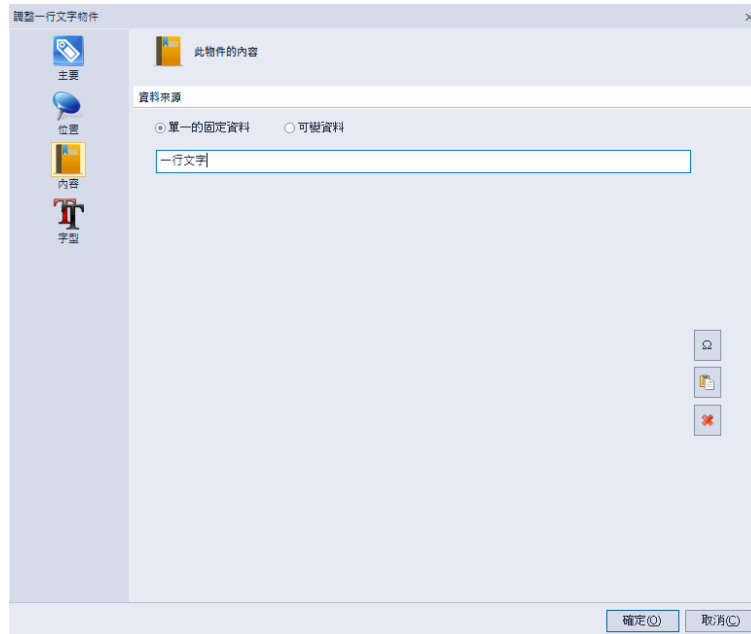 調整一行文字物件
主要
位置
內容
字型
此物件的內容
資料來源
單一的固定資料
可變資料
一行文字
Ω
確定(O)
取消(C)